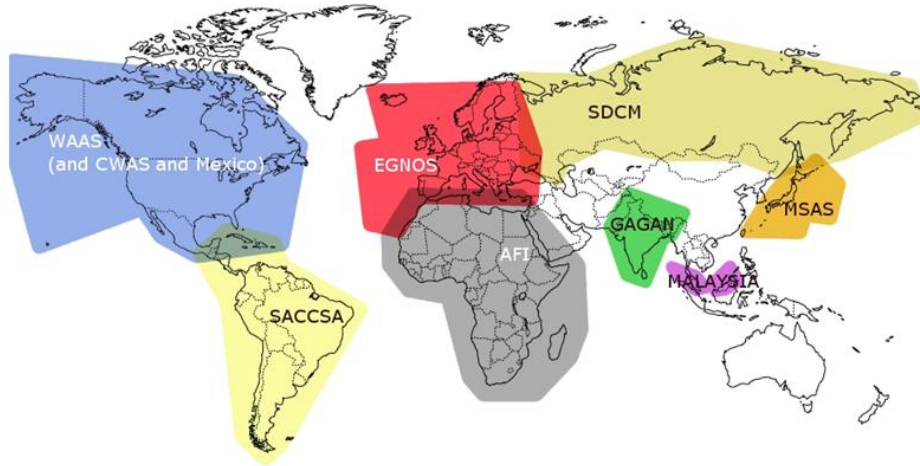 WAAS
(and CWAS and Mexico)
EGNOS
SDCM
MSAS
GAGAN
MALAYSIA
AFI
SACCSA